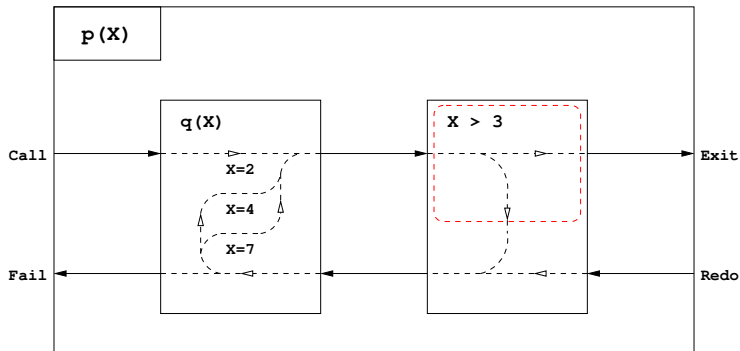 p(X)
q(X)
X > 3
Call
Exit
X=2
X=4
X=7
Fail
Redo